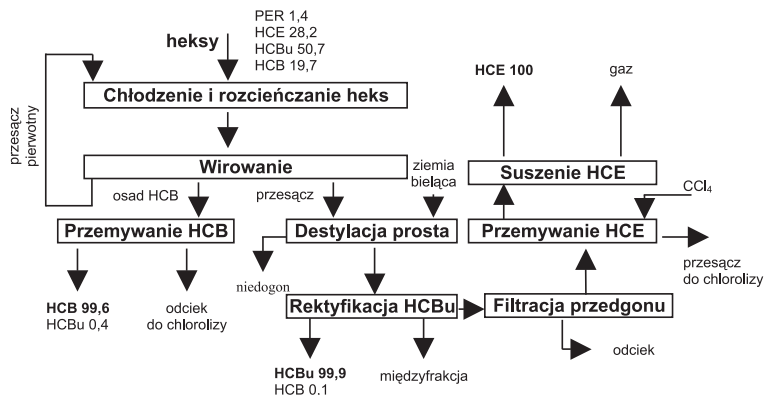 PER 1,4
HCE 28,2
HCBu 50,7
HCB 19,7
heksy
HCE 100
gaz
Chłodzenie i rozcieńczanie heks
przesącz
pierwotny
Wirowanie
ziemia
bieląca
Suszenie HCE
osad HCB
przesącz
CCl4
Przemywanie HCB
Destylacja prosta
Przemywanie HCE
niedogon
przesącz
do chlorolizy
HCB 99,6
HCBu 0,4
odciek
do chlorolizy
Rektyfikacja HCBu
Filtracja przedgonu
HCBu 99,9
HCB 0.1
międzyfrakcja
odciek